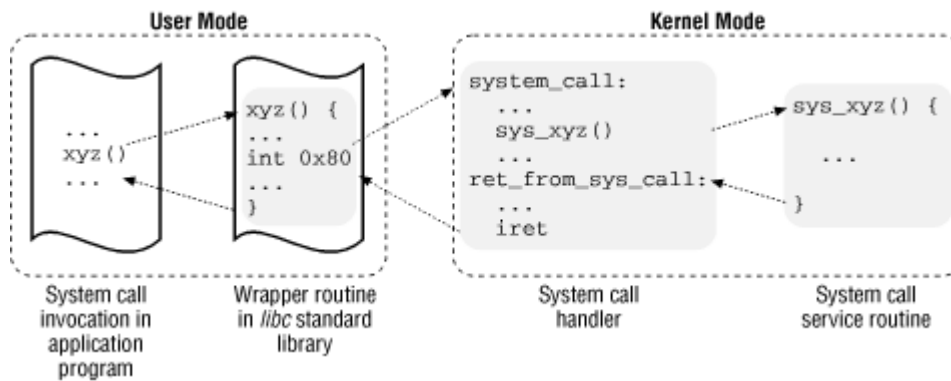 User Mode
Kernel Mode
...
xyz()
...
xyz() {
...
int 0x80
...
}
system_call:
...
sys_xyz()
...
ret_from_sys_call:
...
iret
sys_xyz() {
...
}
System call
invocation in
application
program
Wrapper routine
in libc standard
library
System call
handler
System call
service routine